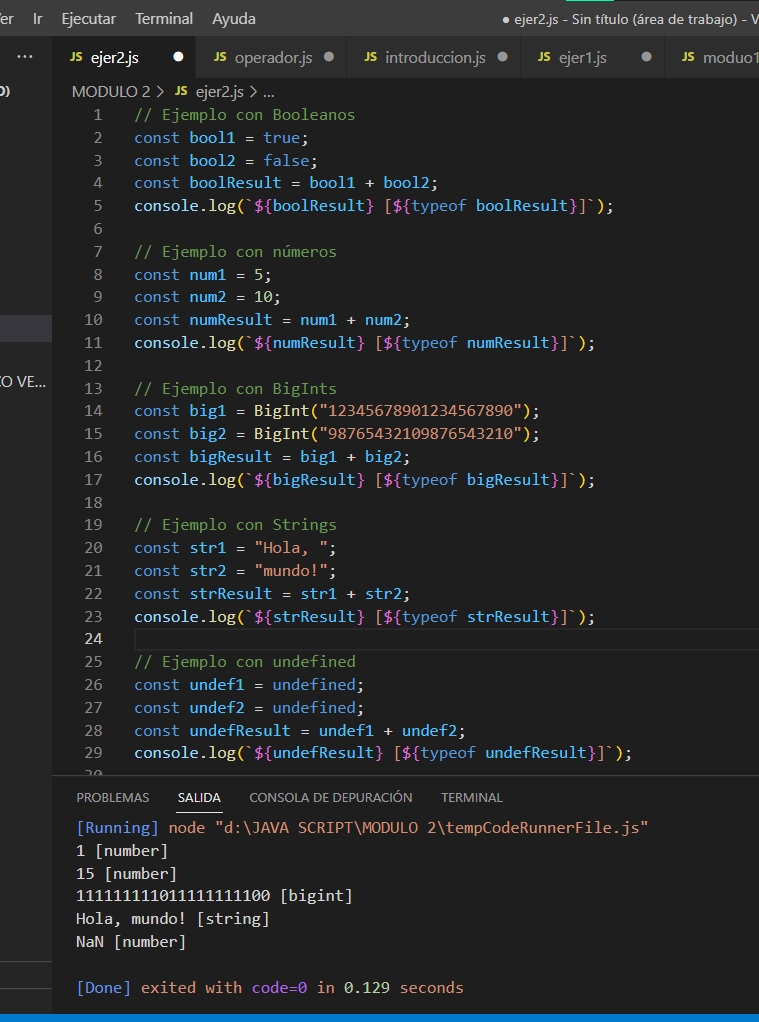 er Ir Ejecutar Terminal Ayuda ● ejer2.js - Sin título (área de trabajo) - V
··· JS ejer2.js ● JS operador.js ● JS introduccion.js ● JS ejer1.js ● JS moduo1
O) MODULO 2 > JS ejer2.js > ...
1 // Ejemplo con Booleanos
2 const bool1 = true;
3 const bool2 = false;
4 const boolResult = bool1 + bool2;
5 console.log(`${boolResult} [${typeof boolResult}]`);
6
7 // Ejemplo con números
8 const num1 = 5;
9 const num2 = 10;
10 const numResult = num1 + num2;
11 console.log(`${numResult} [${typeof numResult}]`);
12
13 // Ejemplo con BigInts
14 const big1 = BigInt("12345678901234567890");
15 const big2 = BigInt("98765432109876543210");
16 const bigResult = big1 + big2;
CO VE...
17 console.log(`${bigResult} [${typeof bigResult}]`);
18
19 // Ejemplo con Strings
20 const str1 = "Hola, ";
21 const str2 = "mundo!";
22 const strResult = str1 + str2;
23 console.log(`${strResult} [${typeof strResult}]`);
24
25 // Ejemplo con undefined
26 const undef1 = undefined;
27 const undef2 = undefined;
28 const undefResult = undef1 + undef2;
29 console.log(`${undefResult} [${typeof undefResult}]`);
30
PROBLEMAS SALIDA CONSOLA DE DEPURACIÓN TERMINAL
[Running] node "d:\JAVA SCRIPT\MODULO 2\tempCodeRunnerFile.js"
1 [number]
15 [number]
111111111011111111100 [bigint]
Hola, mundo! [string]
NaN [number]
[Done] exited with code=0 in 0.129 seconds